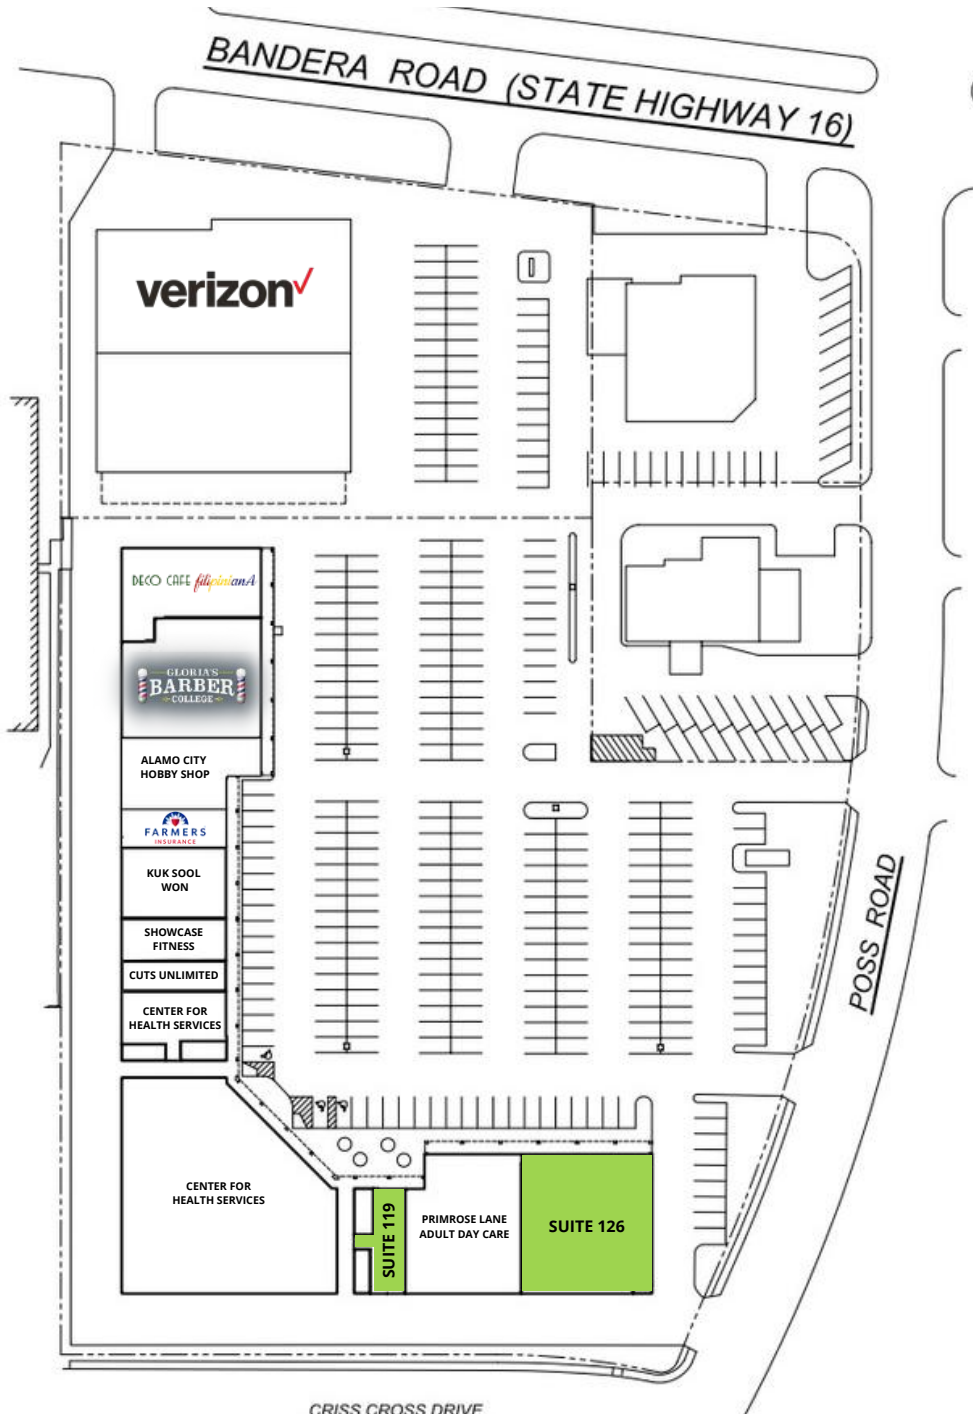 BANDERA ROAD (STATE HIGHWAY 16)
verizon
DECO CAFE filipinianA
GLORIA'S
BARBER
COLLEGE
ALAMO CITY
HOBBY SHOP
FARMERS
INSURANCE
KUK SOOL
WON
SHOWCASE
FITNESS
CUTS UNLIMITED
CENTER FOR
HEALTH SERVICES
POSS ROAD
CENTER FOR
HEALTH SERVICES
SUITE 119
PRIMROSE LANE
ADULT DAY CARE
SUITE 126
CRISS CROSS DRIVE